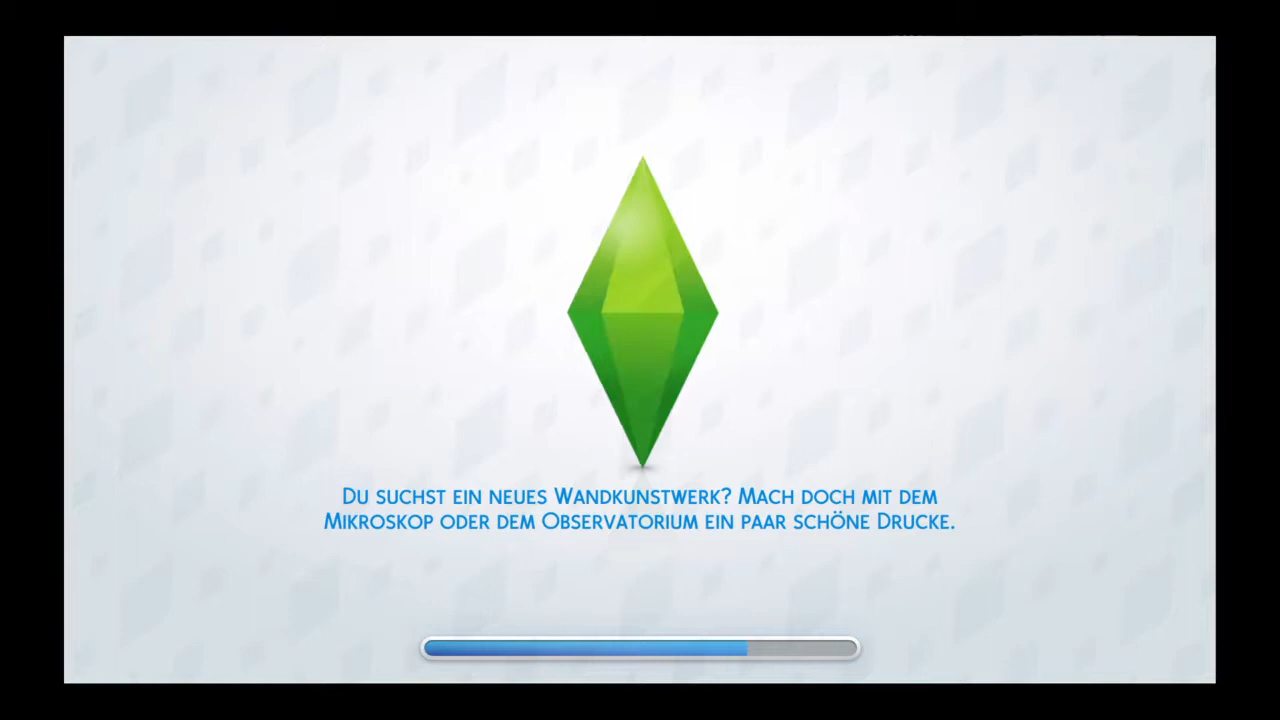 Du suchst ein neues Wandkunstwerk? Mach doch mit dem
Mikroskop oder dem Observatorium ein paar schöne Drucke.